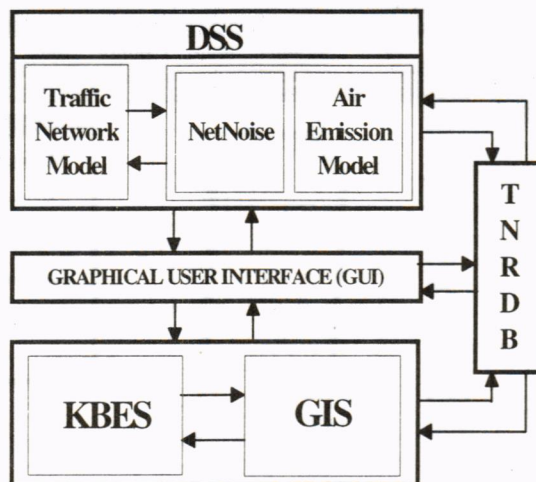 DSS
Traffic
Network
Model
NetNoise
Air
Emission
Model
T
N
R
D
B
GRAPHICAL USER INTERFACE (GUI)
KBES
GIS